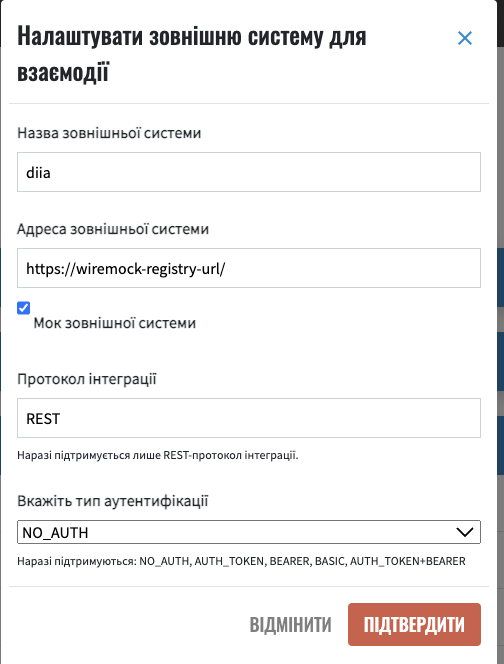 Налаштувати зовнішню систему для
взаємодії
Назва зовнішньої системи
diia
Адреса зовнішньої системи
https://wiremock-registry-url/
Мок зовнішної системи
Протокол інтеграції
REST
Наразі підтримується лише REST-протокол інтеграції.
Вкажіть тип аутентифікації
NO_AUTH
Наразі підтримуються: NO_AUTH, AUTH_TOKEN, BEARER, BASIC, AUTH_TOKEN+BEARER
ВІДМІНИТИ
ПІДТВЕРДИТИ